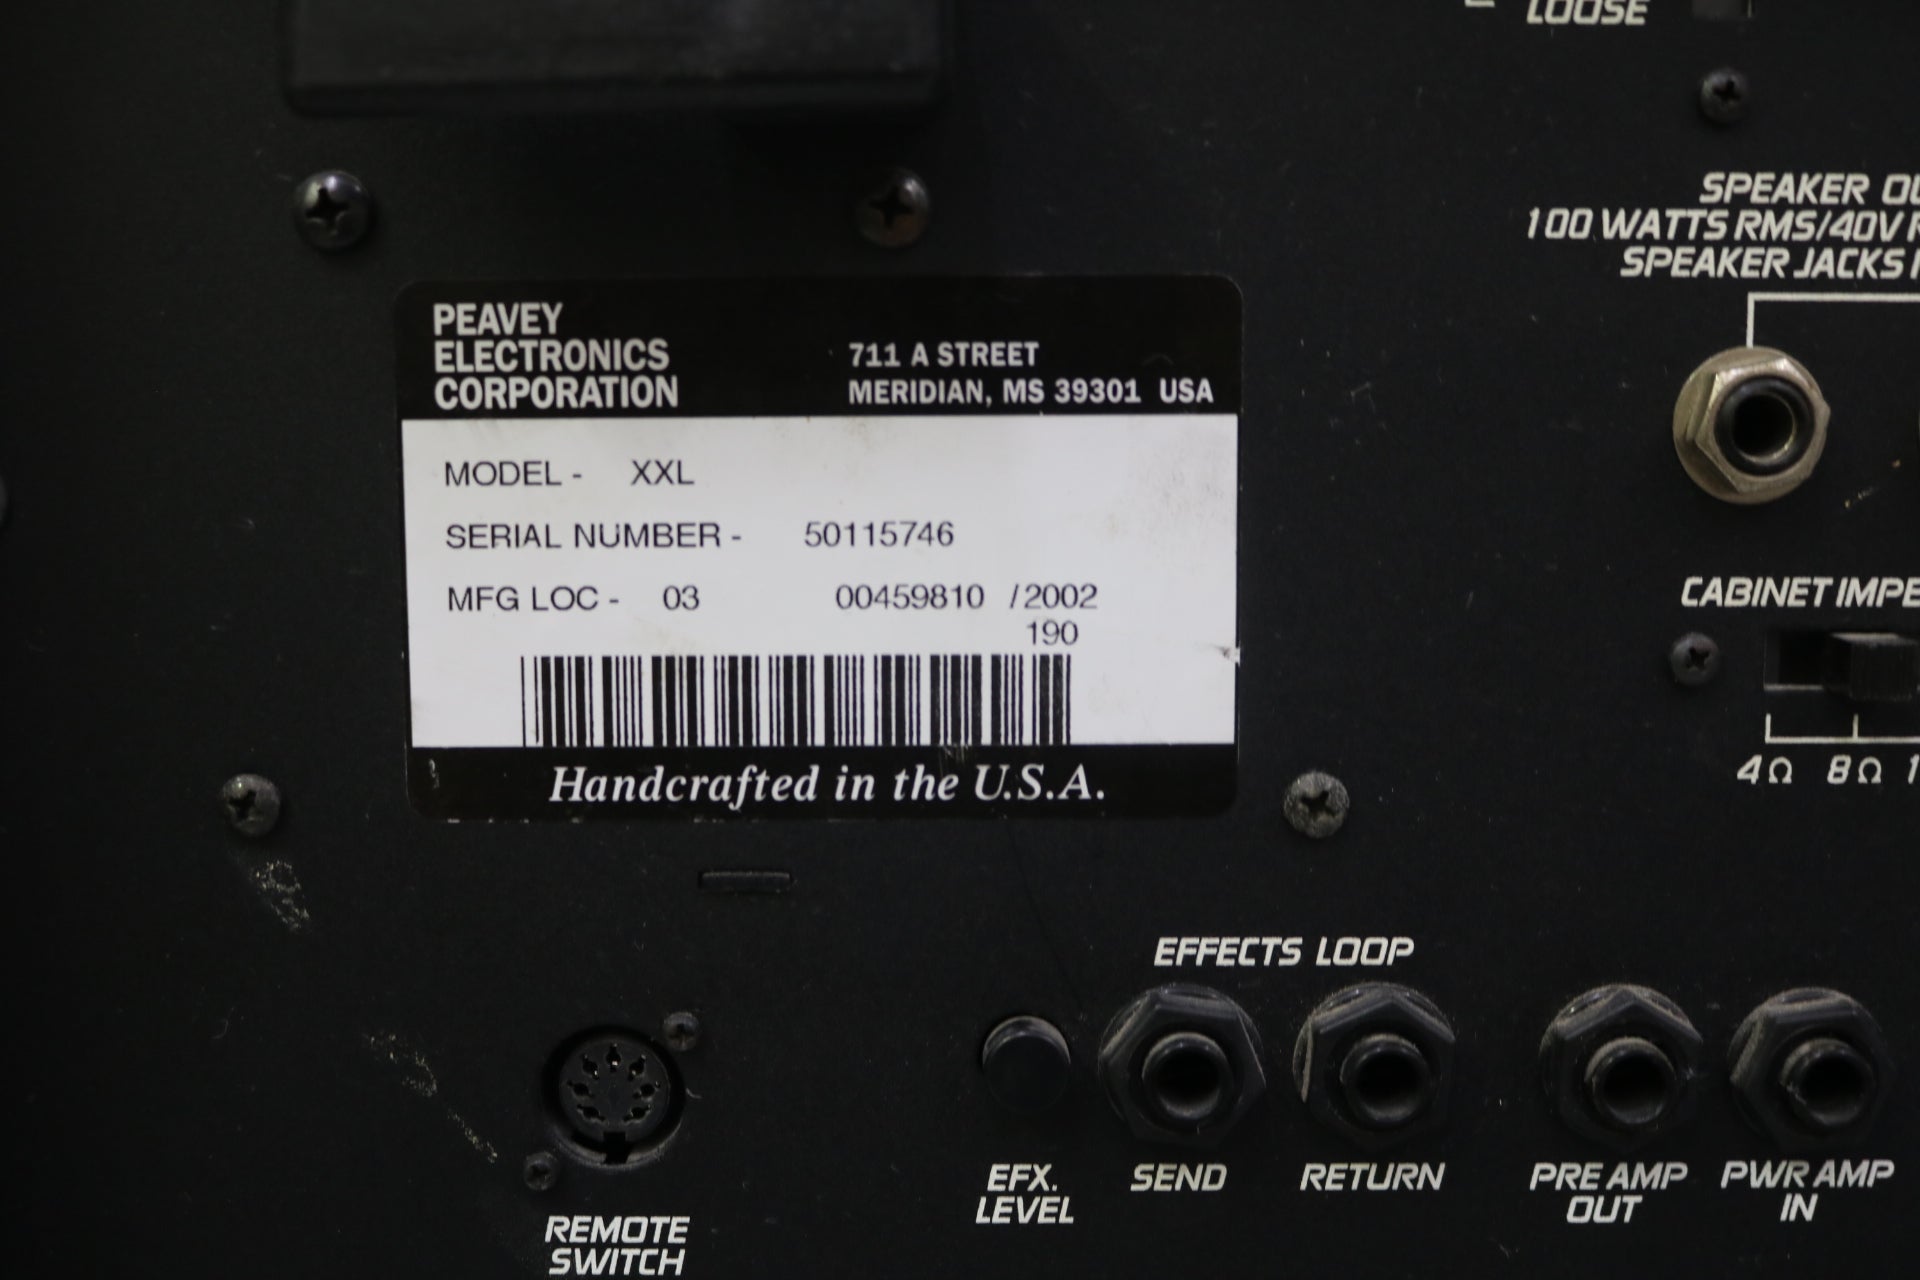 LOOSE
SPEAKER
100 WATTS RMS/40V
SPEAKER JACKS
PEAVEY
ELECTRONICS
CORPORATION
711 A STREET
MERIDIAN, MS 39301 USA
MODEL - XXL
SERIAL NUMBER - 50115746
MFG LOC - 03 00459810 /2002
190
Handcrafted in the U.S.A.
CABINET
4Ω 8Ω
EFFECTS LOOP
EFX.
LEVEL
SEND
RETURN
PRE AMP
OUT
PWR AMP
IN
REMOTE
SWITCH